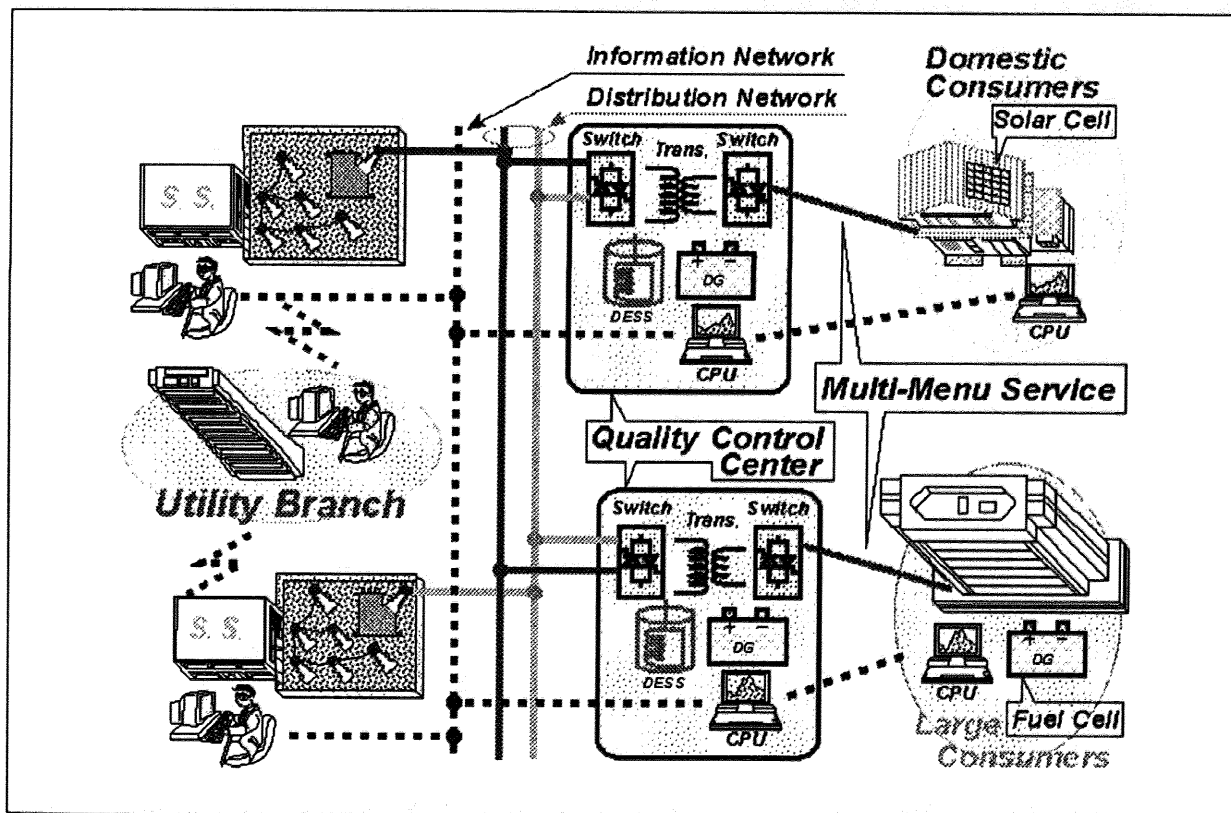 Information Network
Distribution Network
Domestic
Consumers
Solar Cell
Switch
Trans.
Switch
S. S.
+ −
DG
DESS
CPU
CPU
Multi-Menu Service
Quality Control
Center
Utility Branch
Switch
Trans.
Switch
S. S.
+ −
DG
DESS
CPU
+ −
DG
CPU
Fuel Cell
Large
Consumers